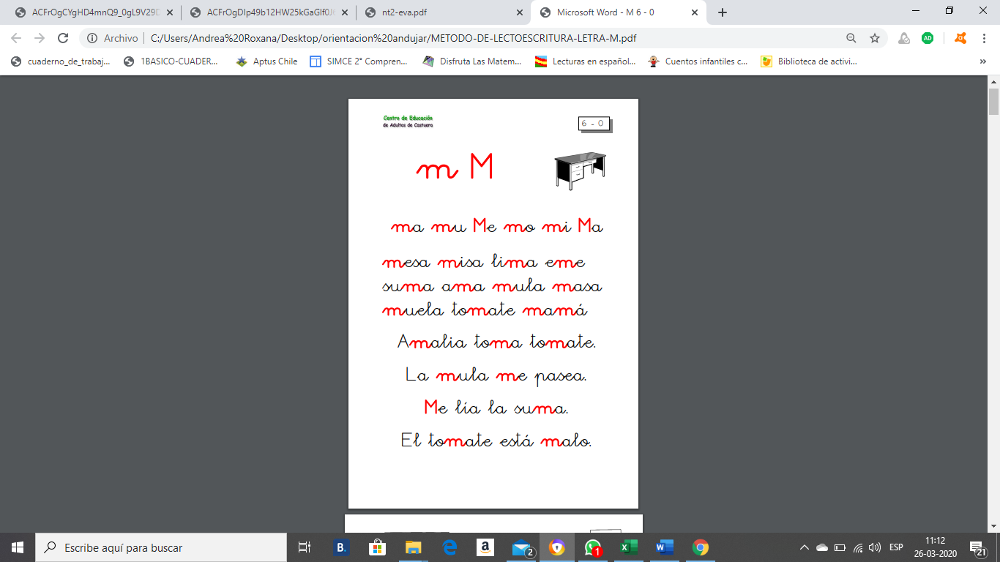 ACFrOgCYgHD4mnQ9_0gL9V29D
ACFrOgDIp49b12HW25kGaGlf0J
nt2-eva.pdf
Microsoft Word - M 6 - 0
Archivo
C:/Users/Andrea%20Roxana/Desktop/orientacion%20andujar/METODO-DE-LECTOESCRITURA-LETRA-M.pdf
AD
cuaderno_de_trabaj...
1BASICO-CUADER...
Aptus Chile
SIMCE 2° Compren...
Disfruta Las Matem...
Lecturas en español...
Cuentos infantiles c...
Biblioteca de activi...
»
Centro de Educación
de Adultos de Castuera
6 - 0
m M
ma mu Me mo mi Ma
mesa misa lima eme
suma ama mula masa
muela tomate mamá
Amalia toma tomate.
La mula me pasea.
Me lía la suma.
El tomate está malo.
Escribe aquí para buscar
B.
a
2
1
ESP
11:12
26-03-2020
21